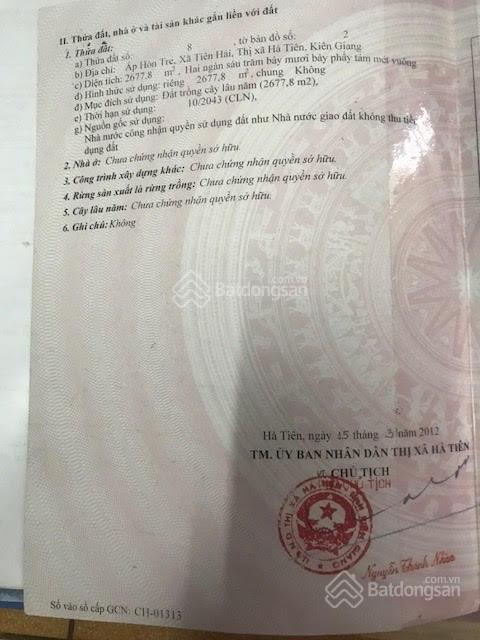 II. Thửa đất, nhà ở và tài sản khác gắn liền với đất
1. Thửa đất:
a) Thửa đất số: 8, tờ bản đồ số: 2
b) Địa chỉ: Ấp Hòn Tre, Xã Tiên Hải, Thị xã Hà Tiên, Kiên Giang
c) Diện tích: 2677,8 m², Hai ngàn sáu trăm bảy mươi bảy phẩy tám mét vuông
d) Hình thức sử dụng: riêng 2677,8 m², chung Không
đ) Mục đích sử dụng: Đất trồng cây lâu năm (2677,8 m2),
e) Thời hạn sử dụng: 10/2043 (CLN),
g) Nguồn gốc sử dụng:
Nhà nước công nhận quyền sử dụng đất như Nhà nước giao đất không thu tiền
dụng đất
2. Nhà ở: Chưa chứng nhận quyền sở hữu.
3. Công trình xây dựng khác: Chưa chứng nhận quyền sở hữu.
4. Rừng sản xuất là rừng trồng: Chưa chứng nhận quyền sở hữu.
5. Cây lâu năm: Chưa chứng nhận quyền sở hữu.
6. Ghi chú: Không
Batdongsan.com.vn
Hà Tiên, ngày 15 tháng 3 năm 2012
TM. ỦY BAN NHÂN DÂN THỊ XÃ HÀ TIÊN
CHỦ TỊCH
CHỦ TỊCH
Nguyễn Thanh Nhàn
Batdongsan.com.vn
Số vào sổ cấp GCN: CH-01313